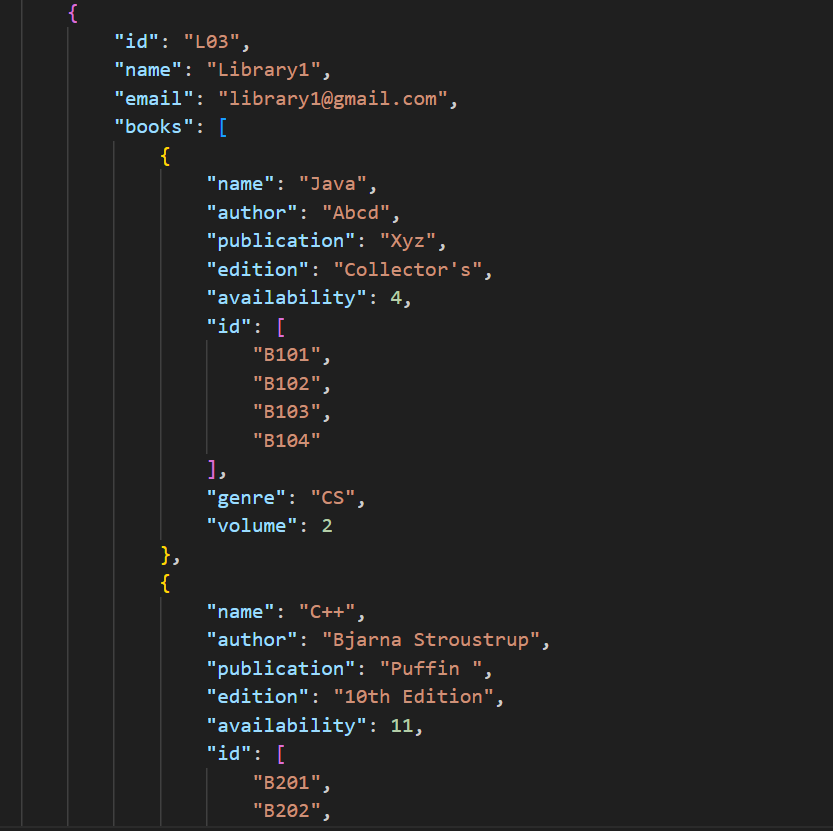 {
"id": "L03",
"name": "Library1",
"email": "library1@gmail.com",
"books": [
{
"name": "Java",
"author": "Abcd",
"publication": "Xyz",
"edition": "Collector's",
"availability": 4,
"id": [
"B101",
"B102",
"B103",
"B104"
],
"genre": "CS",
"volume": 2
},
{
"name": "C++",
"author": "Bjarna Stroustrup",
"publication": "Puffin ",
"edition": "10th Edition",
"availability": 11,
"id": [
"B201",
"B202",